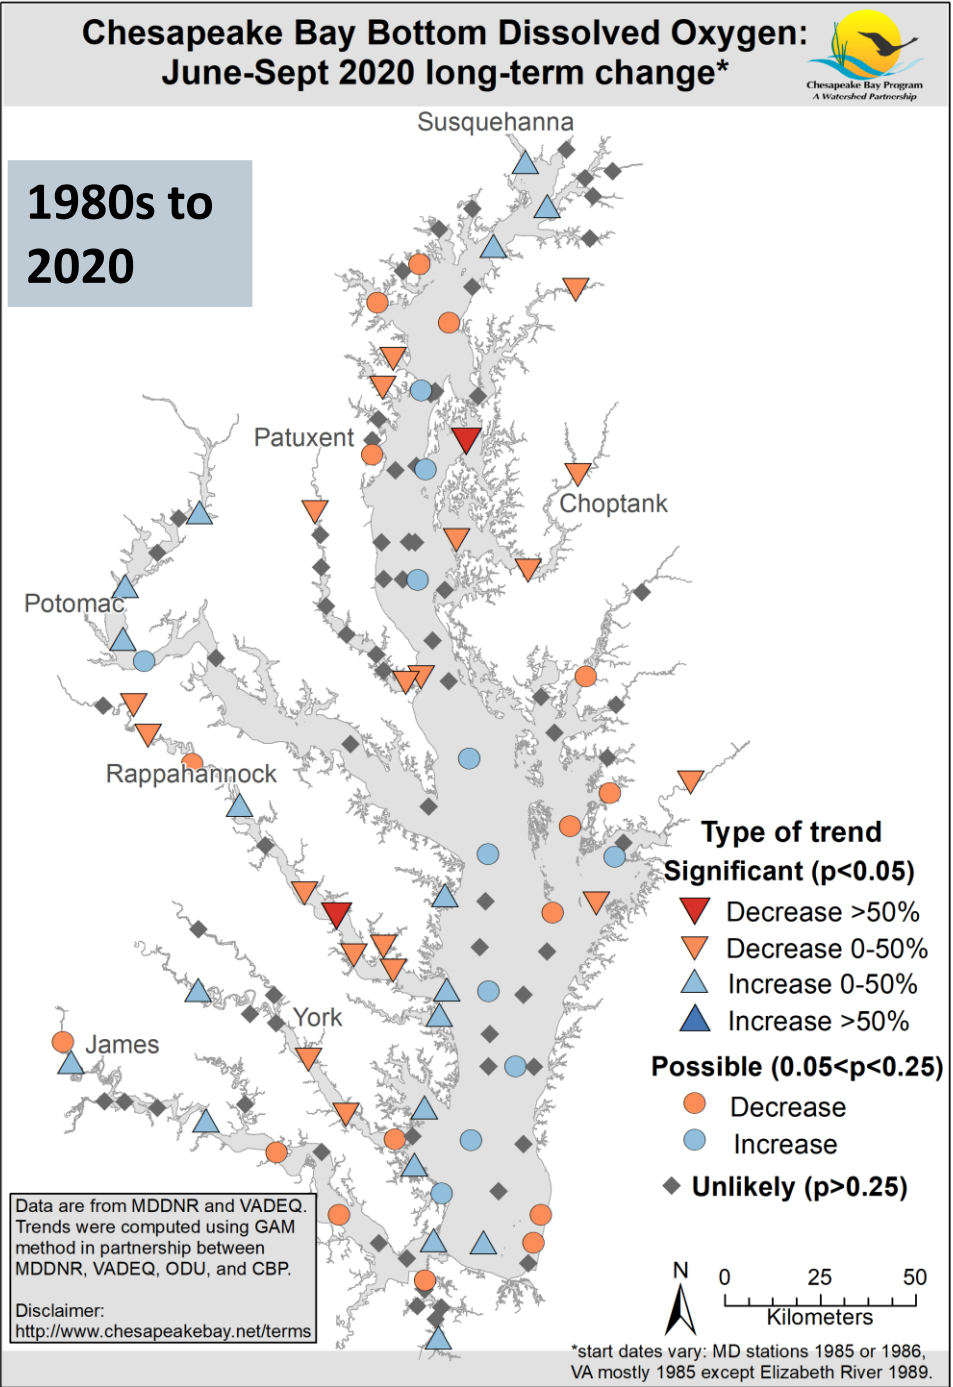 Chesapeake Bay Bottom Dissolved Oxygen:
June-Sept 2020 long-term change*
Chesapeake Bay Program
A Watershed Partnership
1980s to
2020
Susquehanna
Patuxent
Choptank
Potomac
Rappahannock
York
James
Type of trend
Significant (p<0.05)
Decrease >50%
Decrease 0-50%
Increase 0-50%
Increase >50%
Possible (0.05<p<0.25)
Decrease
Increase
Unlikely (p>0.25)
Data are from MDDNR and VADEQ.
Trends were computed using GAM
method in partnership between
MDDNR, VADEQ, ODU, and CBP.
Disclaimer:
http://www.chesapeakebay.net/terms
N
0 25 50
Kilometers
*start dates vary: MD stations 1985 or 1986,
VA mostly 1985 except Elizabeth River 1989.